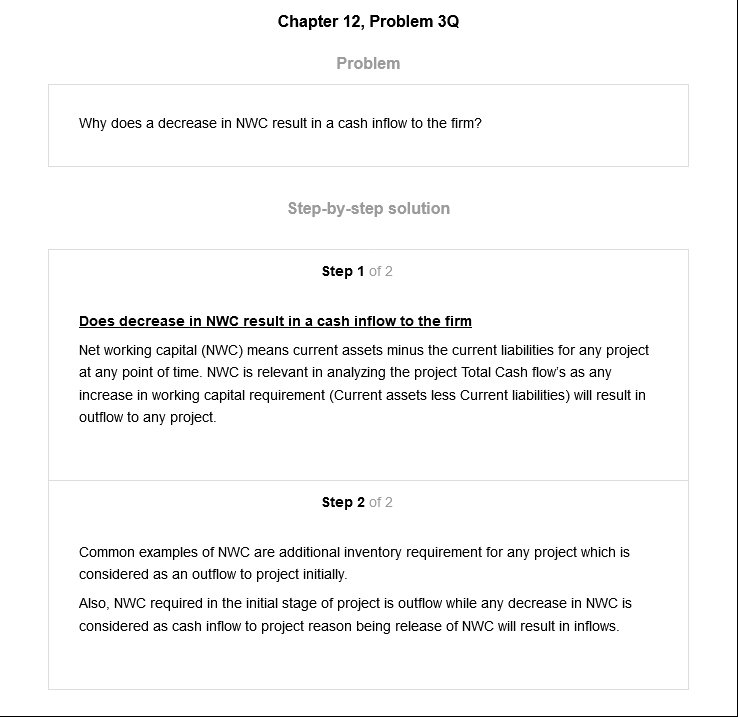 Chapter 12, Problem 3Q
Problem
Why does a decrease in NWC result in a cash inflow to the firm?
Step-by-step solution
Step 1 of 2
Does decrease in NWC result in a cash inflow to the firm
Net working capital (NWC) means current assets minus the current liabilities for any project
at any point of time. NWC is relevant in analyzing the project Total Cash flow's as any
increase in working capital requirement (Current assets less Current liabilities) will result in
outflow to any project.
Step 2 of 2
Common examples of NWC are additional inventory requirement for any project which is
considered as an outflow to project initially.
Also, NWC required in the initial stage of project is outflow while any decrease in NWC is
considered as cash inflow to project reason being release of NWC will result in inflows.